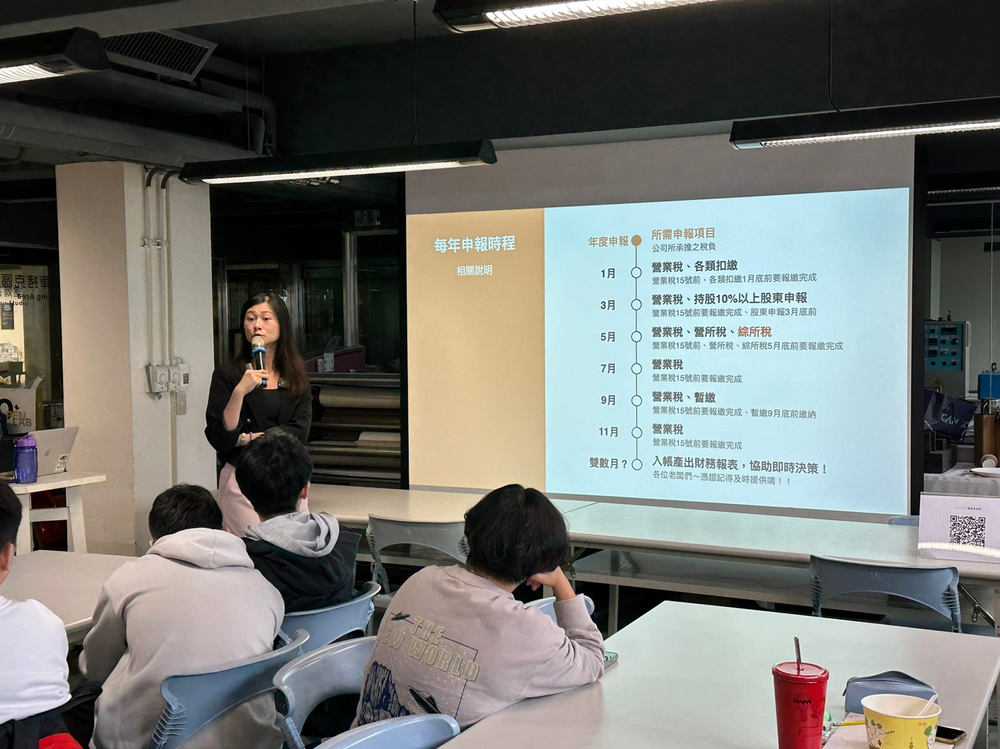 每年申報時程
相關說明
年度申報
所需申報項目
公司所承擔之稅負
1月
營業稅、各類扣繳
營業稅15號前，各類扣繳1月底前要報繳完成
3月
營業稅、持股10%以上股東申報
營業稅15號前要報繳完成、股東申報3月底前
5月
營業稅、營所稅、綜所稅
營業稅15號前、營所稅、綜所稅5月底前要報繳完成
7月
營業稅
營業稅15號前要報繳完成
9月
營業稅、暫繳
營業稅15號前要報繳完成、暫繳9月底前繳納
11月
營業稅
營業稅15號前要報繳完成
雙數月？
入帳產出財務報表，協助即時決策！
各位老闆們～憑證記得及時提供唷！！
PEN
LAB
THE
WORLD